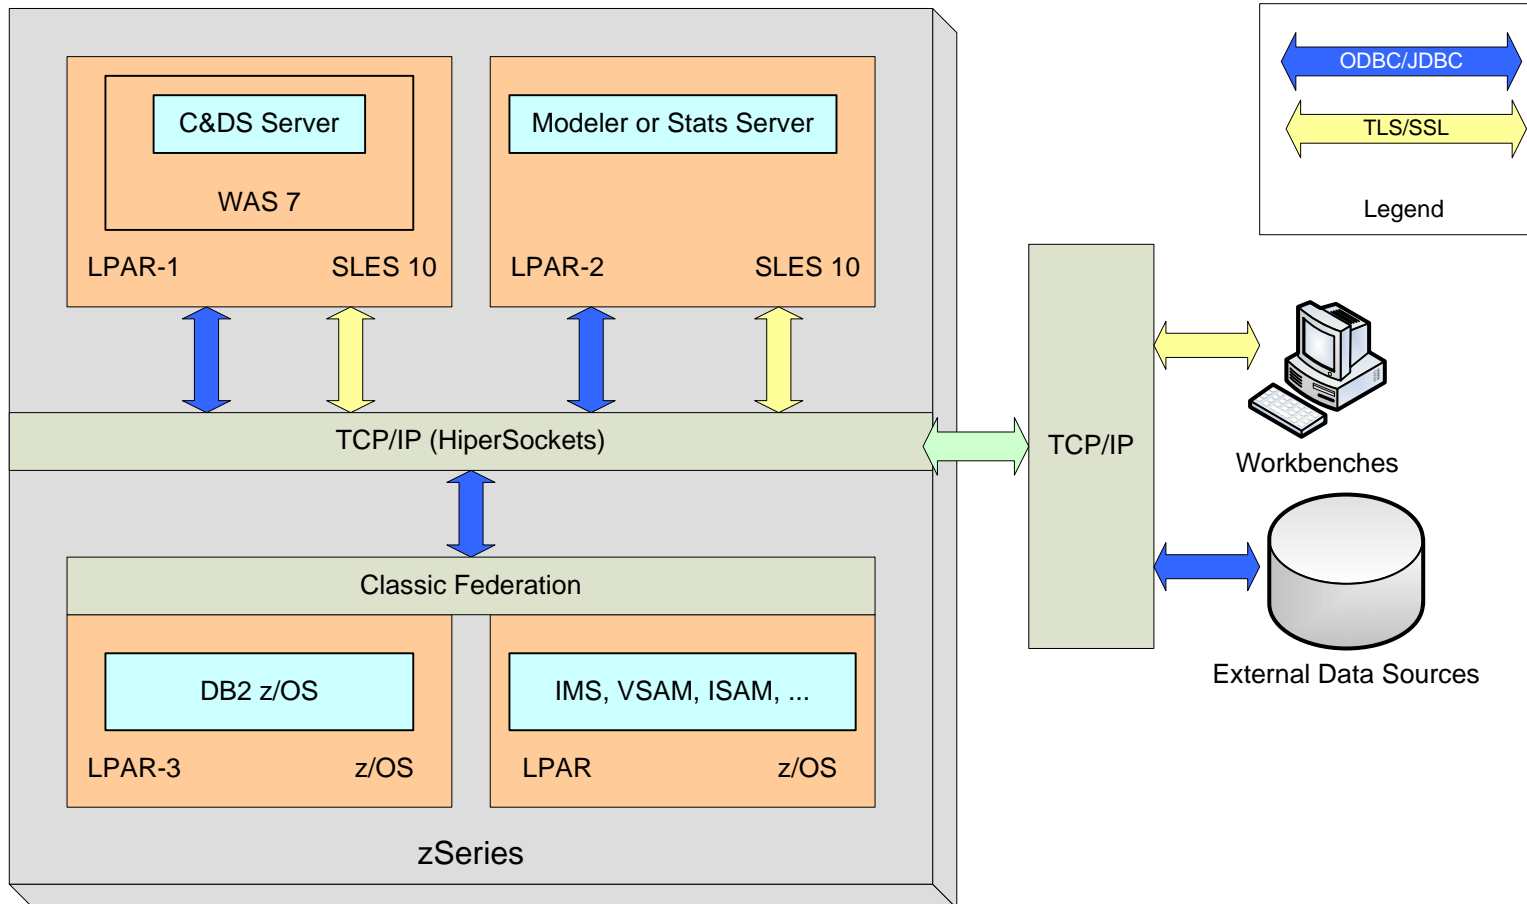 C&DS Server
WAS 7
LPAR-1 SLES 10
Modeler or Stats Server
LPAR-2 SLES 10
TCP/IP (HiperSockets)
Classic Federation
DB2 z/OS
LPAR-3 z/OS
IMS, VSAM, ISAM, ...
LPAR z/OS
zSeries
TCP/IP
ODBC/JDBC
TLS/SSL
Legend
Workbenches
External Data Sources